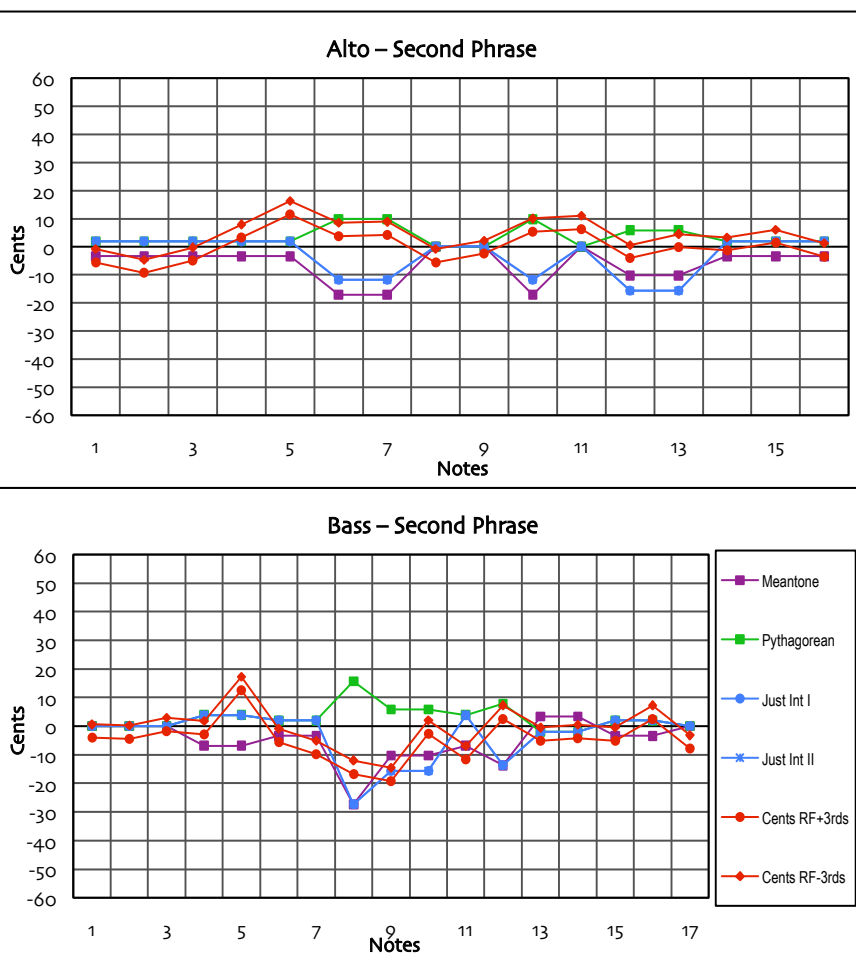 Alto – Second Phrase
60
50
40
30
20
10
0
-10
-20
-30
-40
-50
-60
Cents
1 3 5 7 9 11 13 15
Notes
Bass – Second Phrase
60
50
40
30
20
10
0
-10
-20
-30
-40
-50
-60
Cents
1 3 5 7 9 11 13 15 17
Notes
Meantone
Pythagorean
Just Int I
Just Int II
Cents RF+3rds
Cents RF-3rds